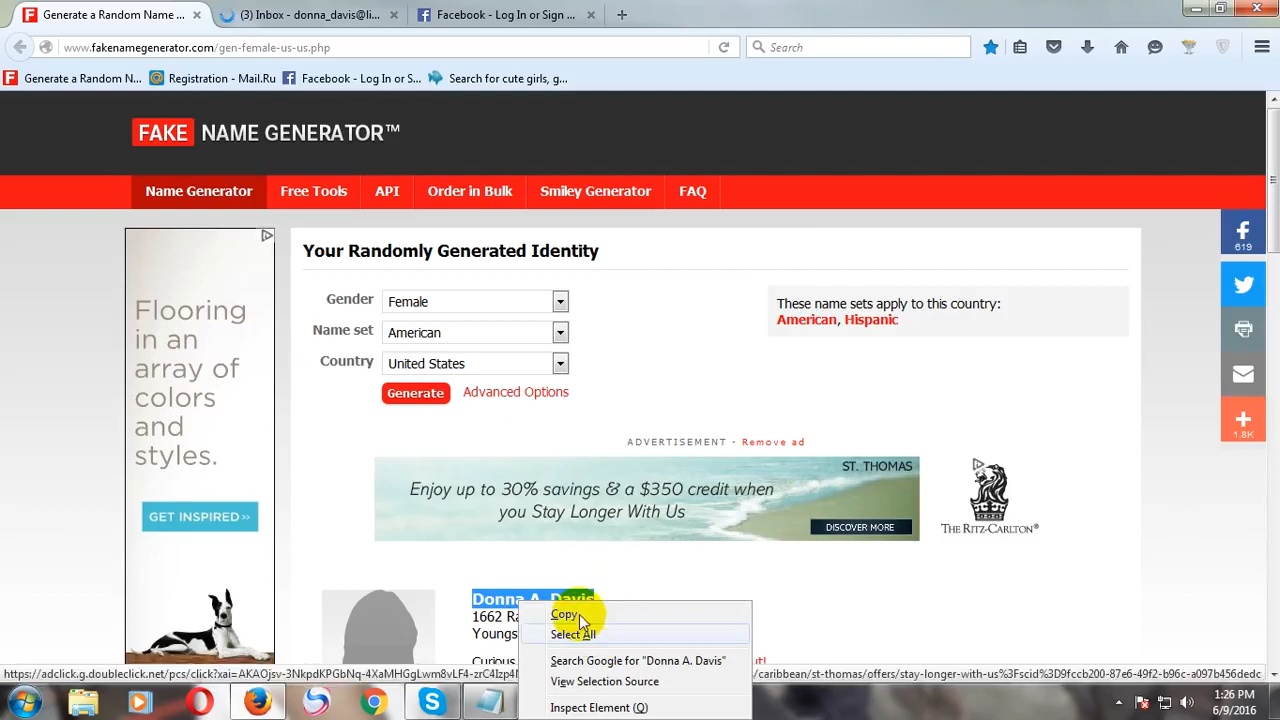 Generate a Random Name ...
(3) Inbox - donna_davis@li...
Facebook - Log In or Sign ...
www.fakenamegenerator.com/gen-female-us-us.php
Search
Generate a Random N...
Registration - Mail.Ru
Facebook - Log In or S...
Search for cute girls, g...
FAKE NAME GENERATOR™
Name Generator
Free Tools
API
Order in Bulk
Smiley Generator
FAQ
Your Randomly Generated Identity
Gender Female
Name set American
Country United States
Generate
Advanced Options
These name sets apply to this country:
American, Hispanic
619
1.8K
Flooring
in an
array of
colors
and
styles.
GET INSPIRED>>
ADVERTISEMENT - Remove ad
ST. THOMAS
Enjoy up to 30% savings & a $350 credit when
you Stay Longer With Us
DISCOVER MORE
THE RITZ-CARLTON®
Donna A. Davis
1662
Curious
Copy
Select All
Search Google for "Donna A. Davis"
View Selection Source
Inspect Element (Q)
1:26 PM
6/9/2016